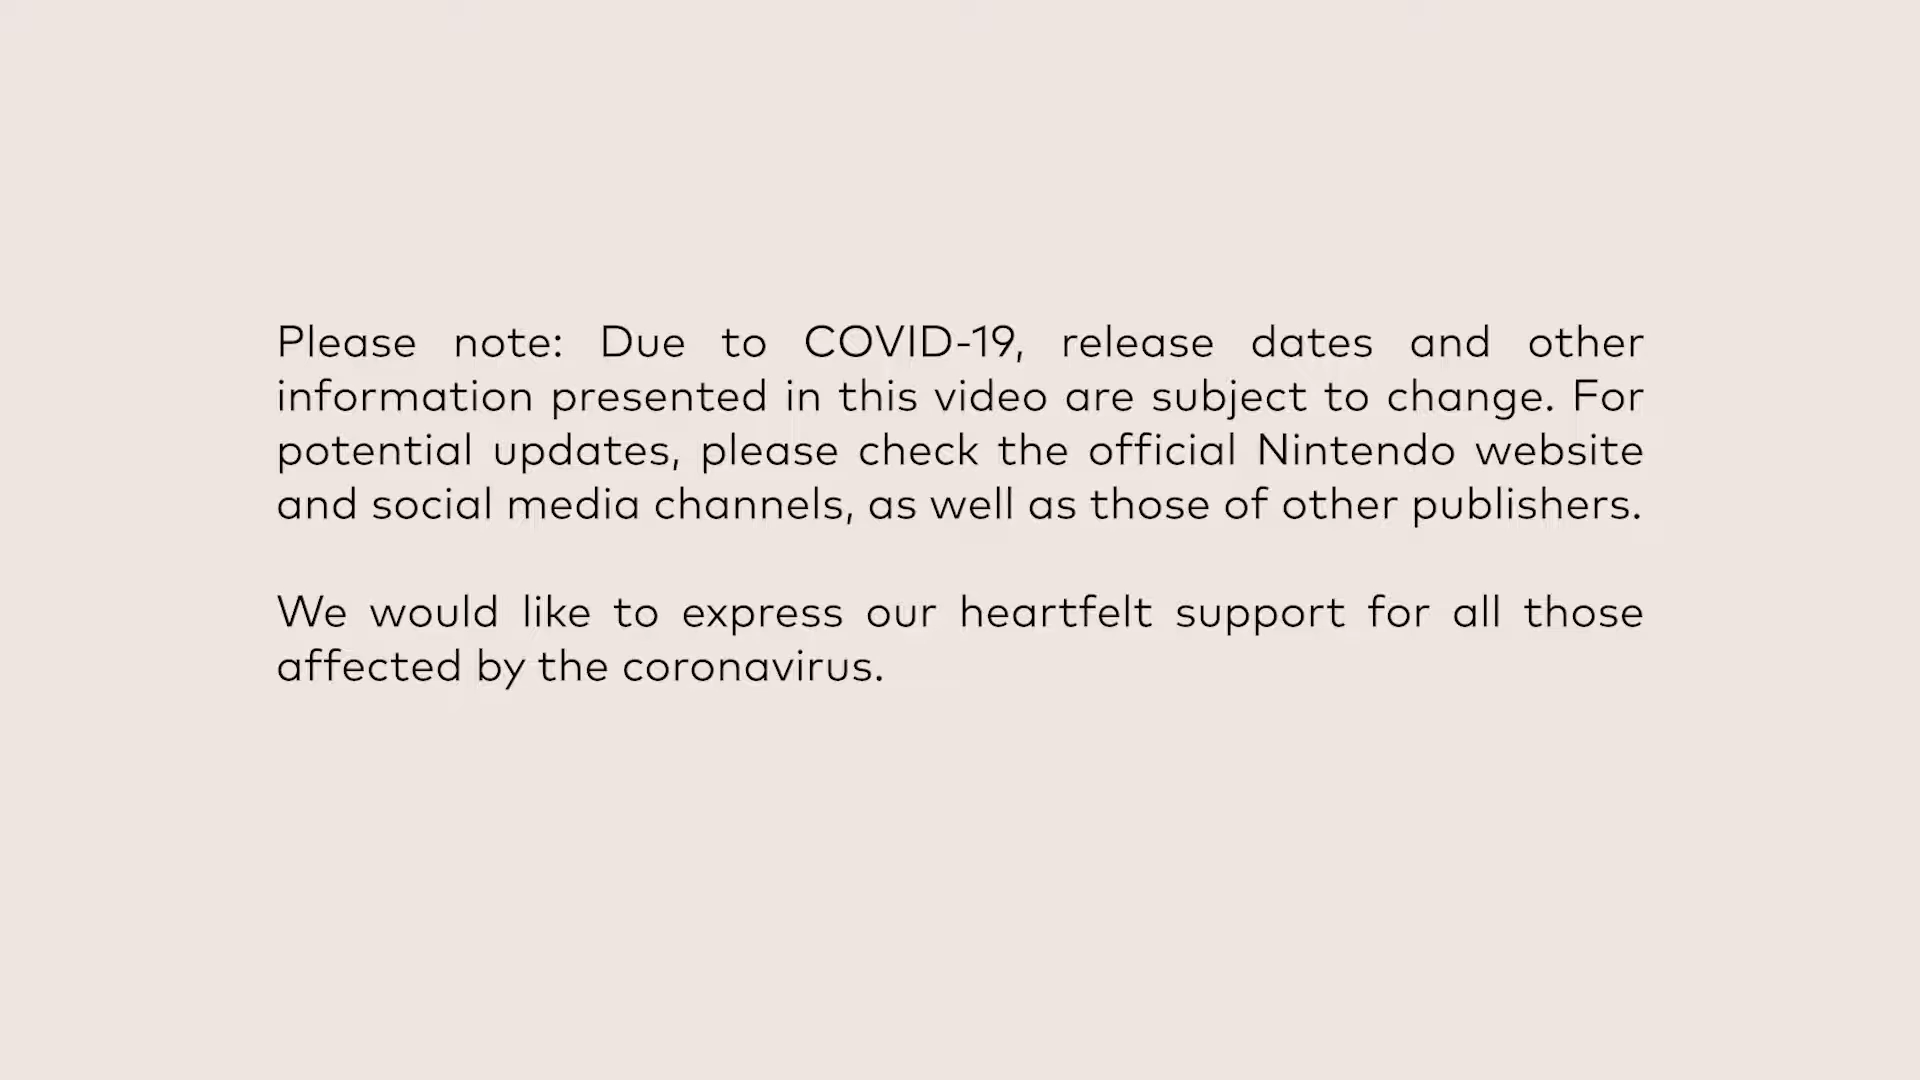 Please note: Due to COVID-19, release dates and other
information presented in this video are subject to change. For
potential updates, please check the official Nintendo website
and social media channels, as well as those of other publishers.
We would like to express our heartfelt support for all those
affected by the coronavirus.